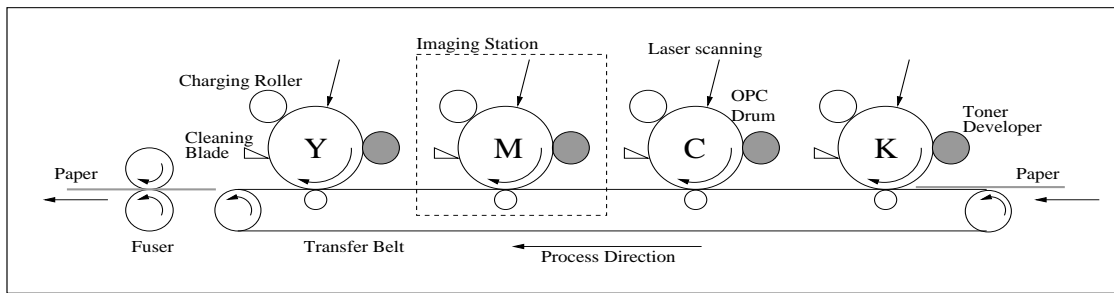 Imaging Station
Laser scanning
Charging Roller
OPC
Drum
Toner
Developer
Cleaning
Blade
Y
M
C
K
Paper
Paper
Fuser
Transfer Belt
Process Direction